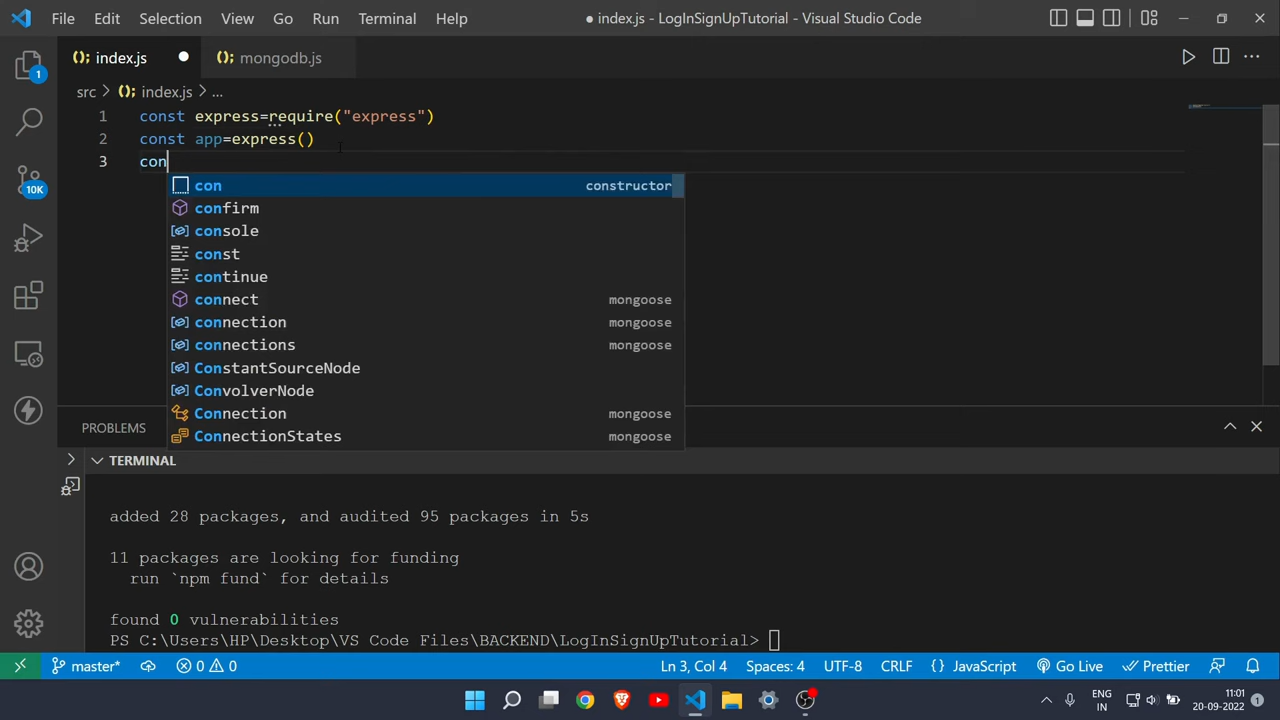 File Edit Selection View Go Run Terminal Help ● index.js - LogInSignUpTutorial - Visual Studio Code
index.js mongodb.js
1
src > index.js > ...
1 const express=require("express")
2 const app=express()
3 con
con constructor
confirm
console
const
continue
connect mongoose
connection mongoose
connections mongoose
ConstantSourceNode
ConvolverNode
Connection mongoose
ConnectionStates mongoose
10K
PROBLEMS
TERMINAL
added 28 packages, and audited 95 packages in 5s
11 packages are looking for funding
run `npm fund` for details
found 0 vulnerabilities
PS C:\Users\HP\Desktop\VS Code Files\BACKEND\LogInSignUpTutorial>
master* 0 0 Ln 3, Col 4 Spaces: 4 UTF-8 CRLF {} JavaScript Go Live Prettier
ENG
IN
11:01
20-09-2022
1